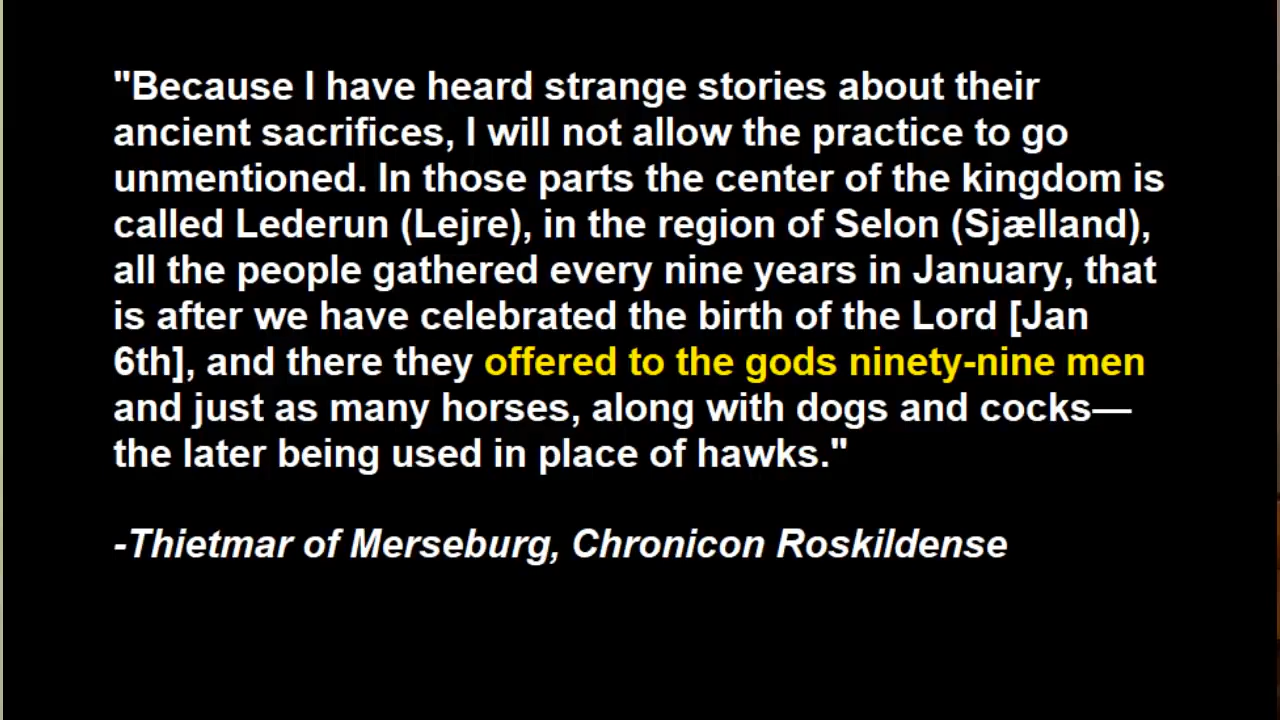 "Because I have heard strange stories about their
ancient sacrifices, I will not allow the practice to go
unmentioned. In those parts the center of the kingdom is
called Lederun (Lejre), in the region of Selon (Sjælland),
all the people gathered every nine years in January, that
is after we have celebrated the birth of the Lord [Jan
6th], and there they offered to the gods ninety-nine men
and just as many horses, along with dogs and cocks—
the later being used in place of hawks."
-Thietmar of Merseburg, Chronicon Roskildense